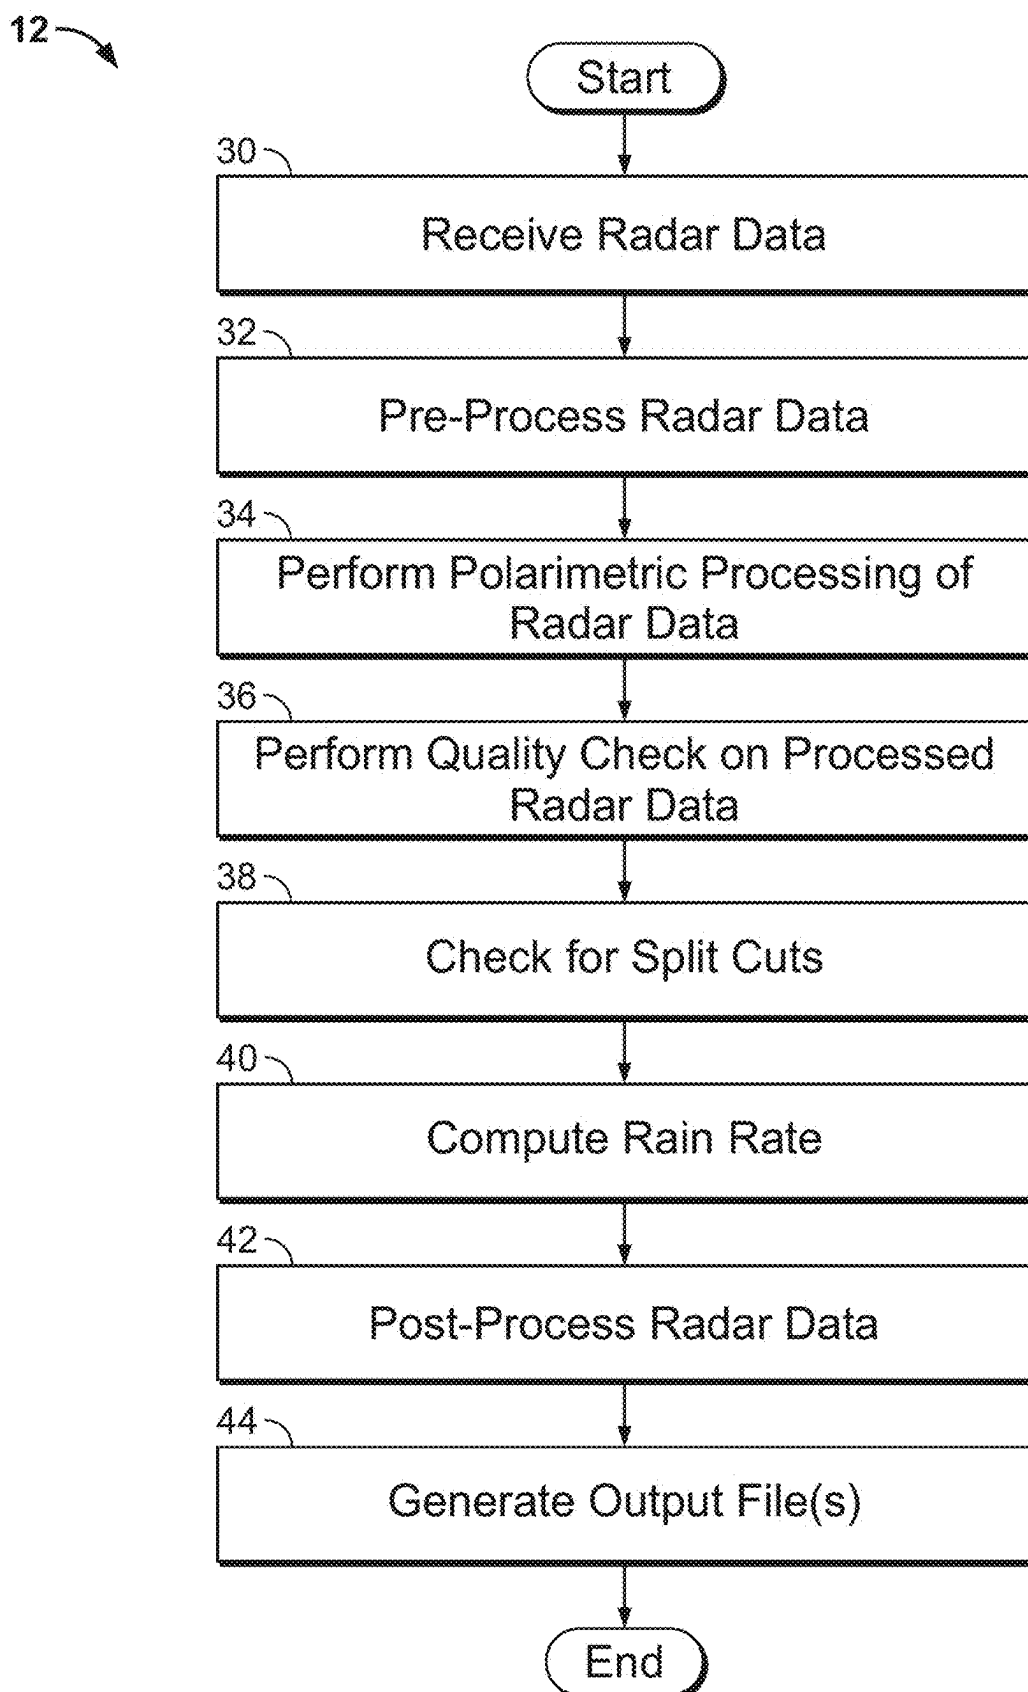 12
Start
30
Receive Radar Data
32
Pre-Process Radar Data
34
Perform Polarimetric Processing of
Radar Data
36
Perform Quality Check on Processed
Radar Data
38
Check for Split Cuts
40
Compute Rain Rate
42
Post-Process Radar Data
44
Generate Output File(s)
End